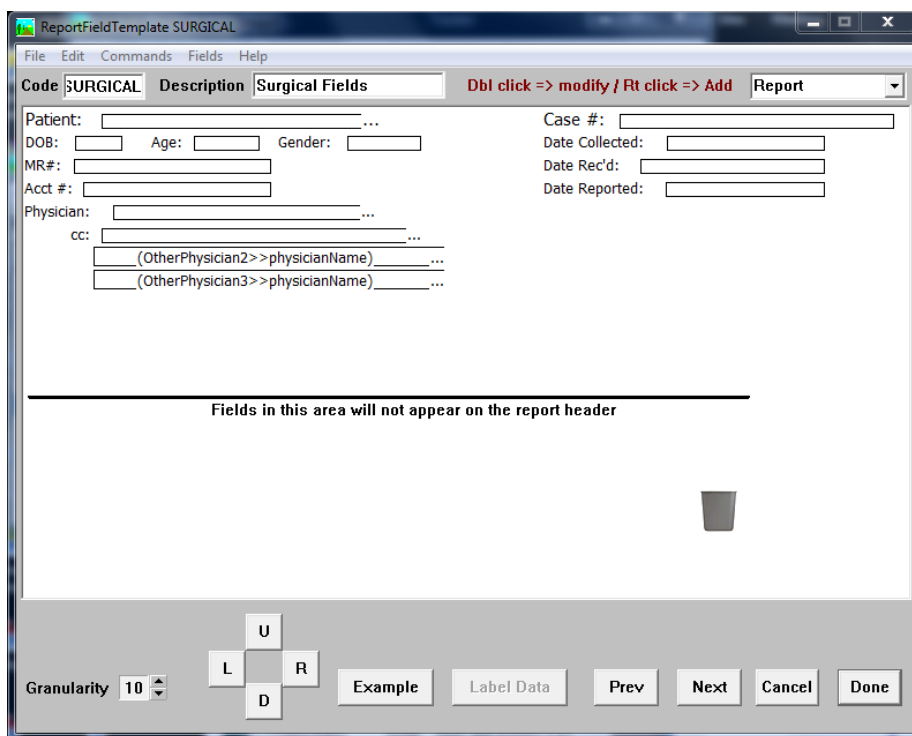 ReportFieldTemplate SURGICAL
File Edit Commands Fields Help
Code SURGICAL Description Surgical Fields Dbl click => modify / Rt click => Add Report
Patient: ... Case #:
DOB: Age: Gender: Date Collected:
MR#: Date Rec'd:
Acct #: Date Reported:
Physician: ...
cc: ...
(OtherPhysician2>>physicianName) ...
(OtherPhysician3>>physicianName) ...
Fields in this area will not appear on the report header
U
L R
Granularity 10 Example Label Data Prev Next Cancel Done
D